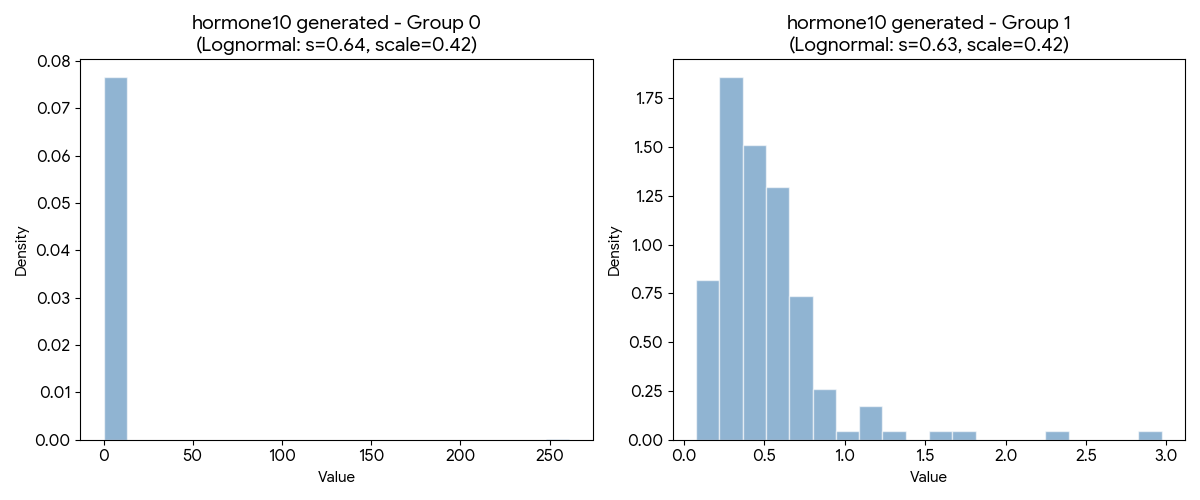 hormone10 generated - Group 0
(Lognormal: s=0.64, scale=0.42)
0.08
0.07
0.06
0.05
0.04
0.03
0.02
0.01
0.00
Density
0 50 100 150 200 250
Value
hormone10 generated - Group 1
(Lognormal: s=0.63, scale=0.42)
1.75
1.50
1.25
1.00
0.75
0.50
0.25
0.00
Density
0.0 0.5 1.0 1.5 2.0 2.5 3.0
Value